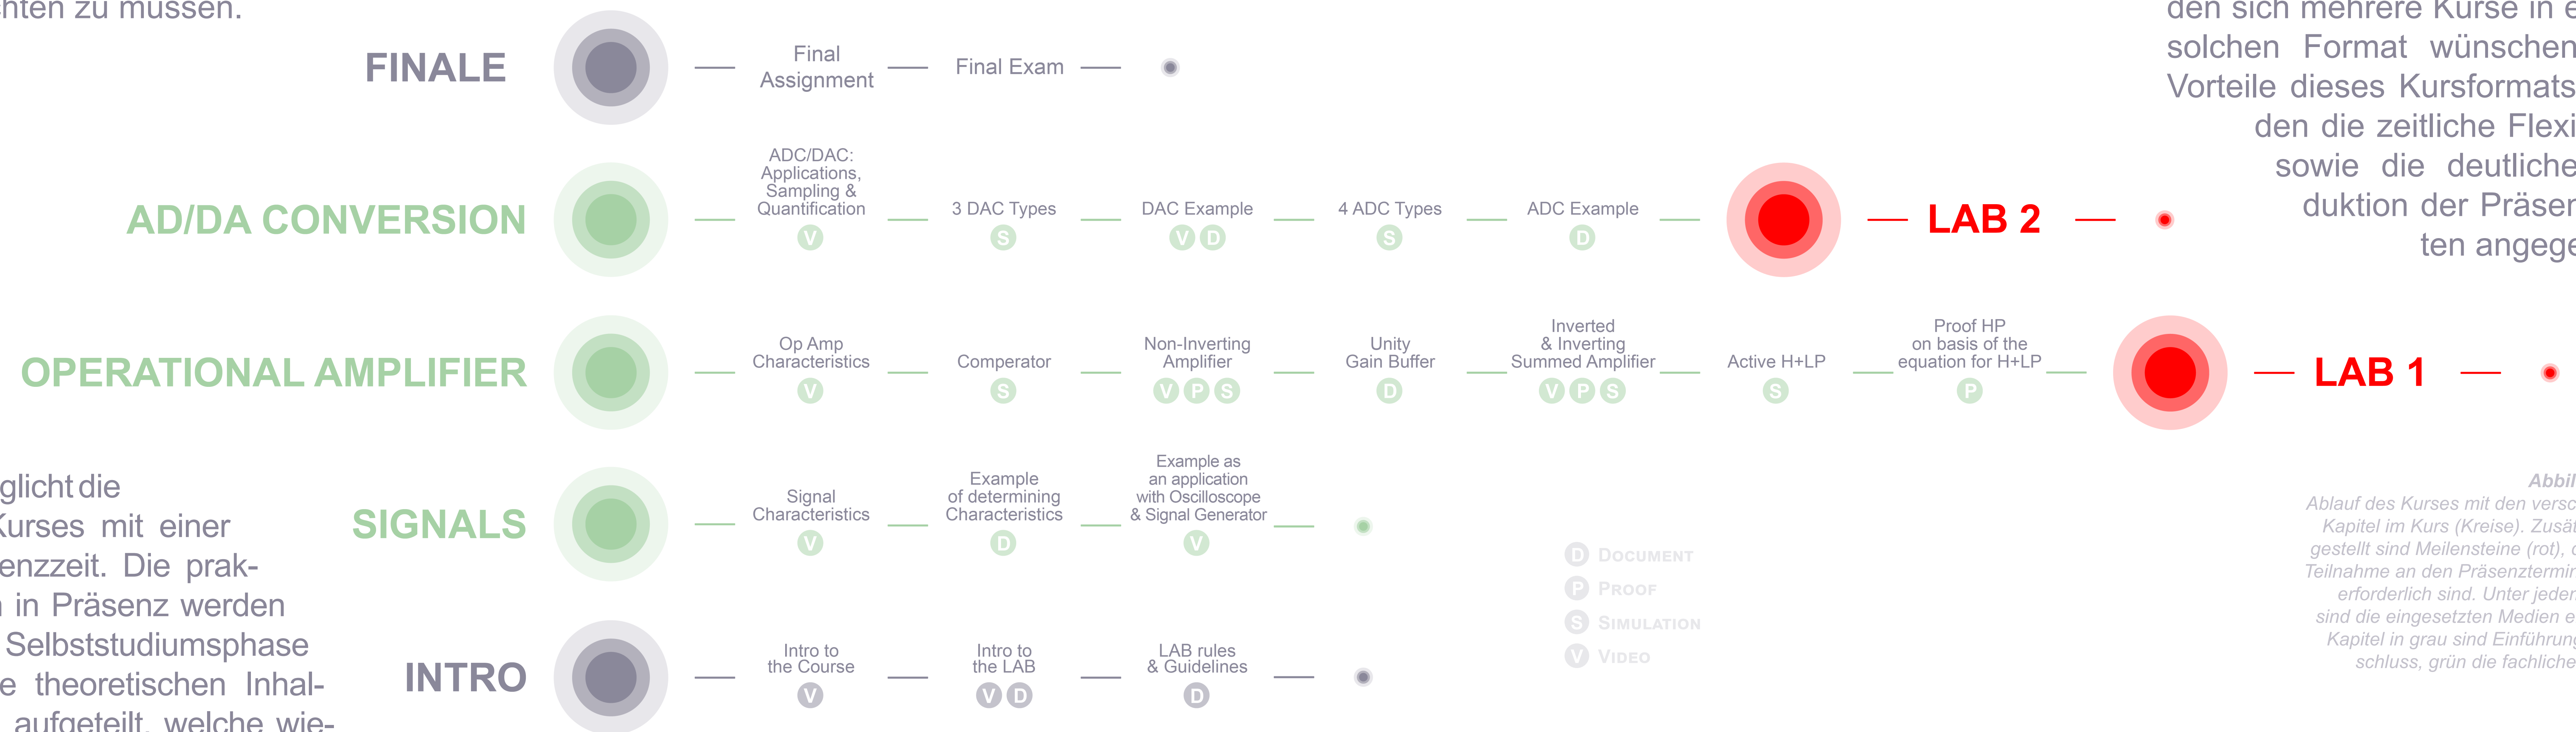 chten zu müssen.
FINALE
Final
Assignment
Final Exam
AD/DA CONVERSION
ADC/DAC:
Applications,
Sampling &
Quantification
V
3 DAC Types
S
DAC Example
V D
4 ADC Types
S
ADC Example
D
LAB 2
OPERATIONAL AMPLIFIER
Op Amp
Characteristics
V
Comperator
S
Non-Inverting
Amplifier
V P S
Unity
Gain Buffer
D
Inverted
& Inverting
Summed Amplifier
V P S
Active H+LP
S
Proof HP
on basis of the
equation for H+LP
P
LAB 1
SIGNALS
Signal
Characteristics
V
Example
of determining
Characteristics
D
Example as
an application
with Oscilloscope
& Signal Generator
V
INTRO
Intro to
the Course
V
Intro to
the LAB
V D
LAB rules
& Guidelines
D
D DOCUMENT
P PROOF
S SIMULATION
V VIDEO
glicht die
Kurses mit einer
enzzeit. Die prak-
n in Präsenz werden
Selbststudiumsphase
e theoretischen Inhal-
aufgeteilt, welche wie-
den sich mehrere Kurse in e
solchen Format wünschen
Vorteile dieses Kursformats
den die zeitliche Flexi
sowie die deutliche
duktion der Präsen
ten angege
Abbil
Ablauf des Kurses mit den versc
Kapitel im Kurs (Kreise). Zusä
gestellt sind Meilensteine (rot),
Teilnahme an den Präsenztermin
erforderlich sind. Unter jedem
sind die eingesetzten Medien e
Kapitel in grau sind Einführung
schluss, grün die fachliche